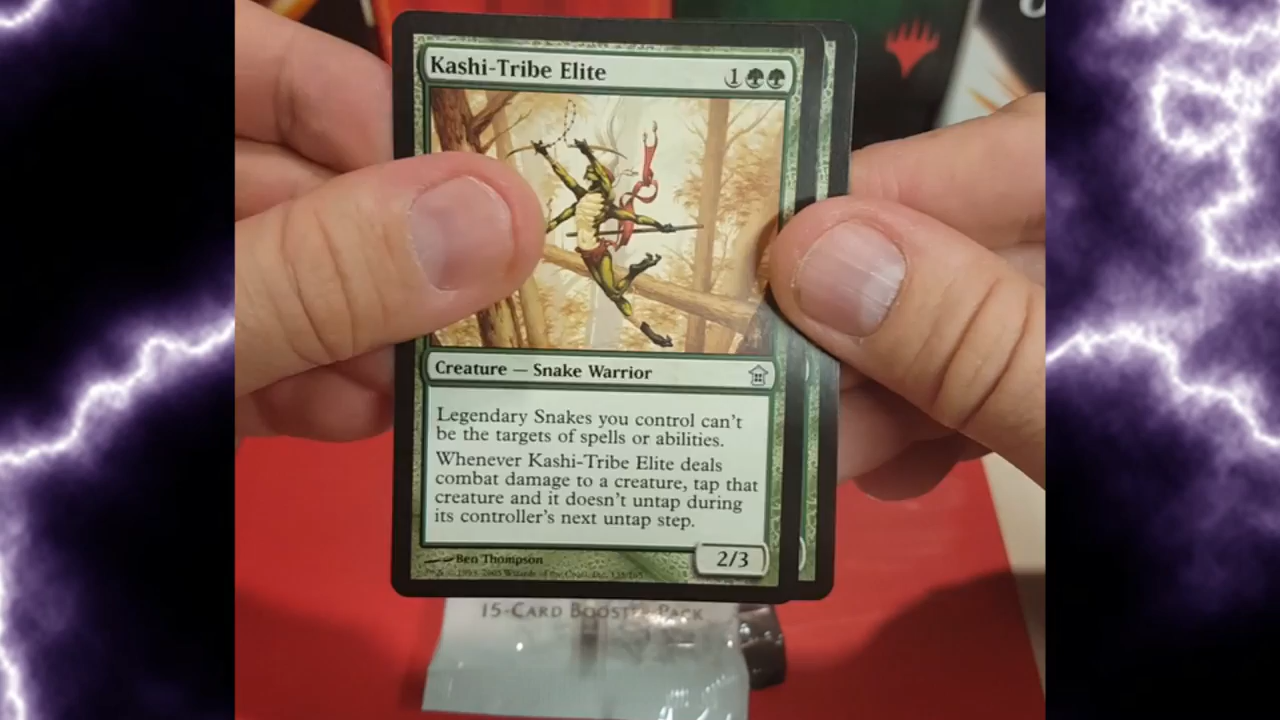 Kashi-Tribe Elite
1
Creature — Snake Warrior
Legendary Snakes you control can't
be the targets of spells or abilities.
Whenever Kashi-Tribe Elite deals
combat damage to a creature, tap that
creature and it doesn't untap during
its controller's next untap step.
Ben Thompson
2/3
15-Card Booster Pack